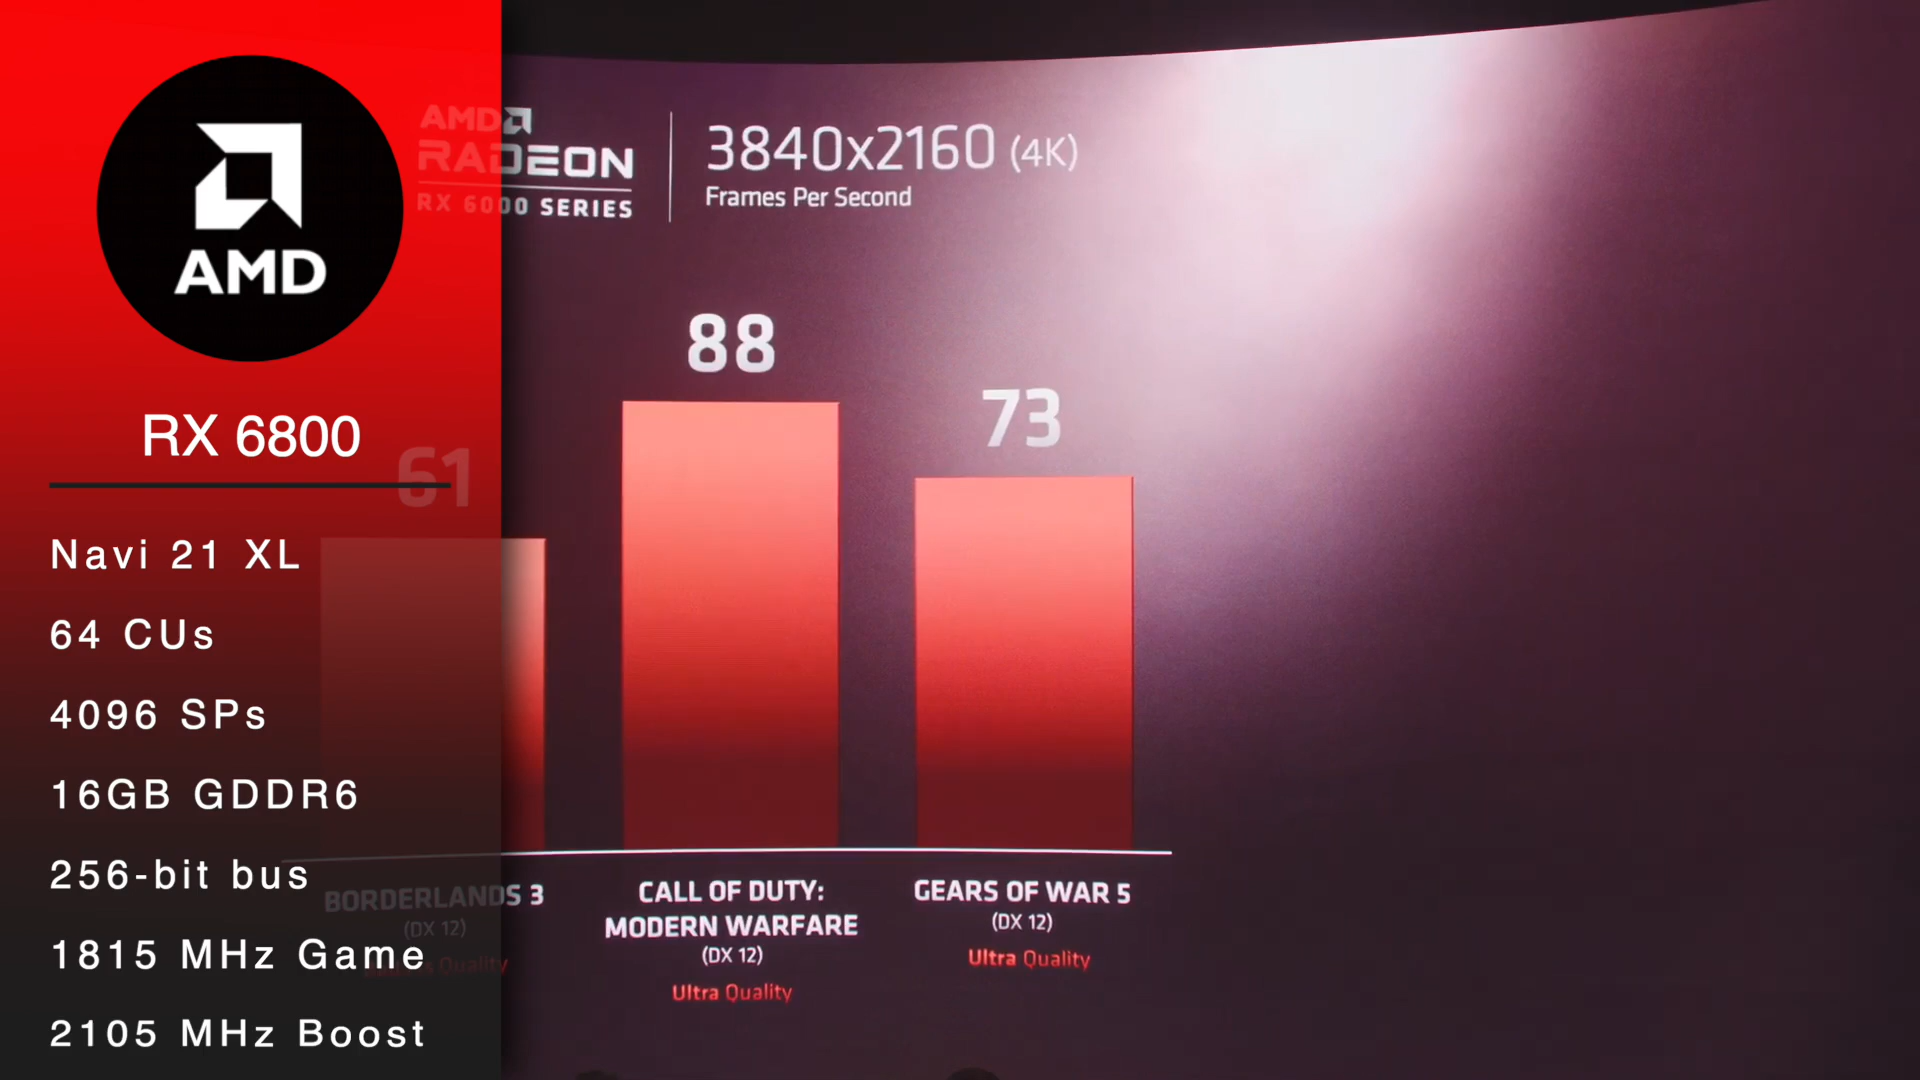 AMD
RX 6800
Navi 21 XL
64 CUs
4096 SPs
16GB GDDR6
256-bit bus
1815 MHz Game
2105 MHz Boost
AMD
RADEON
RX 6000 SERIES
3840x2160 (4K)
Frames Per Second
61
88
73
BORDERLANDS 3
(DX 12)
Quality
CALL OF DUTY:
MODERN WARFARE
(DX 12)
Ultra Quality
GEARS OF WAR 5
(DX 12)
Ultra Quality